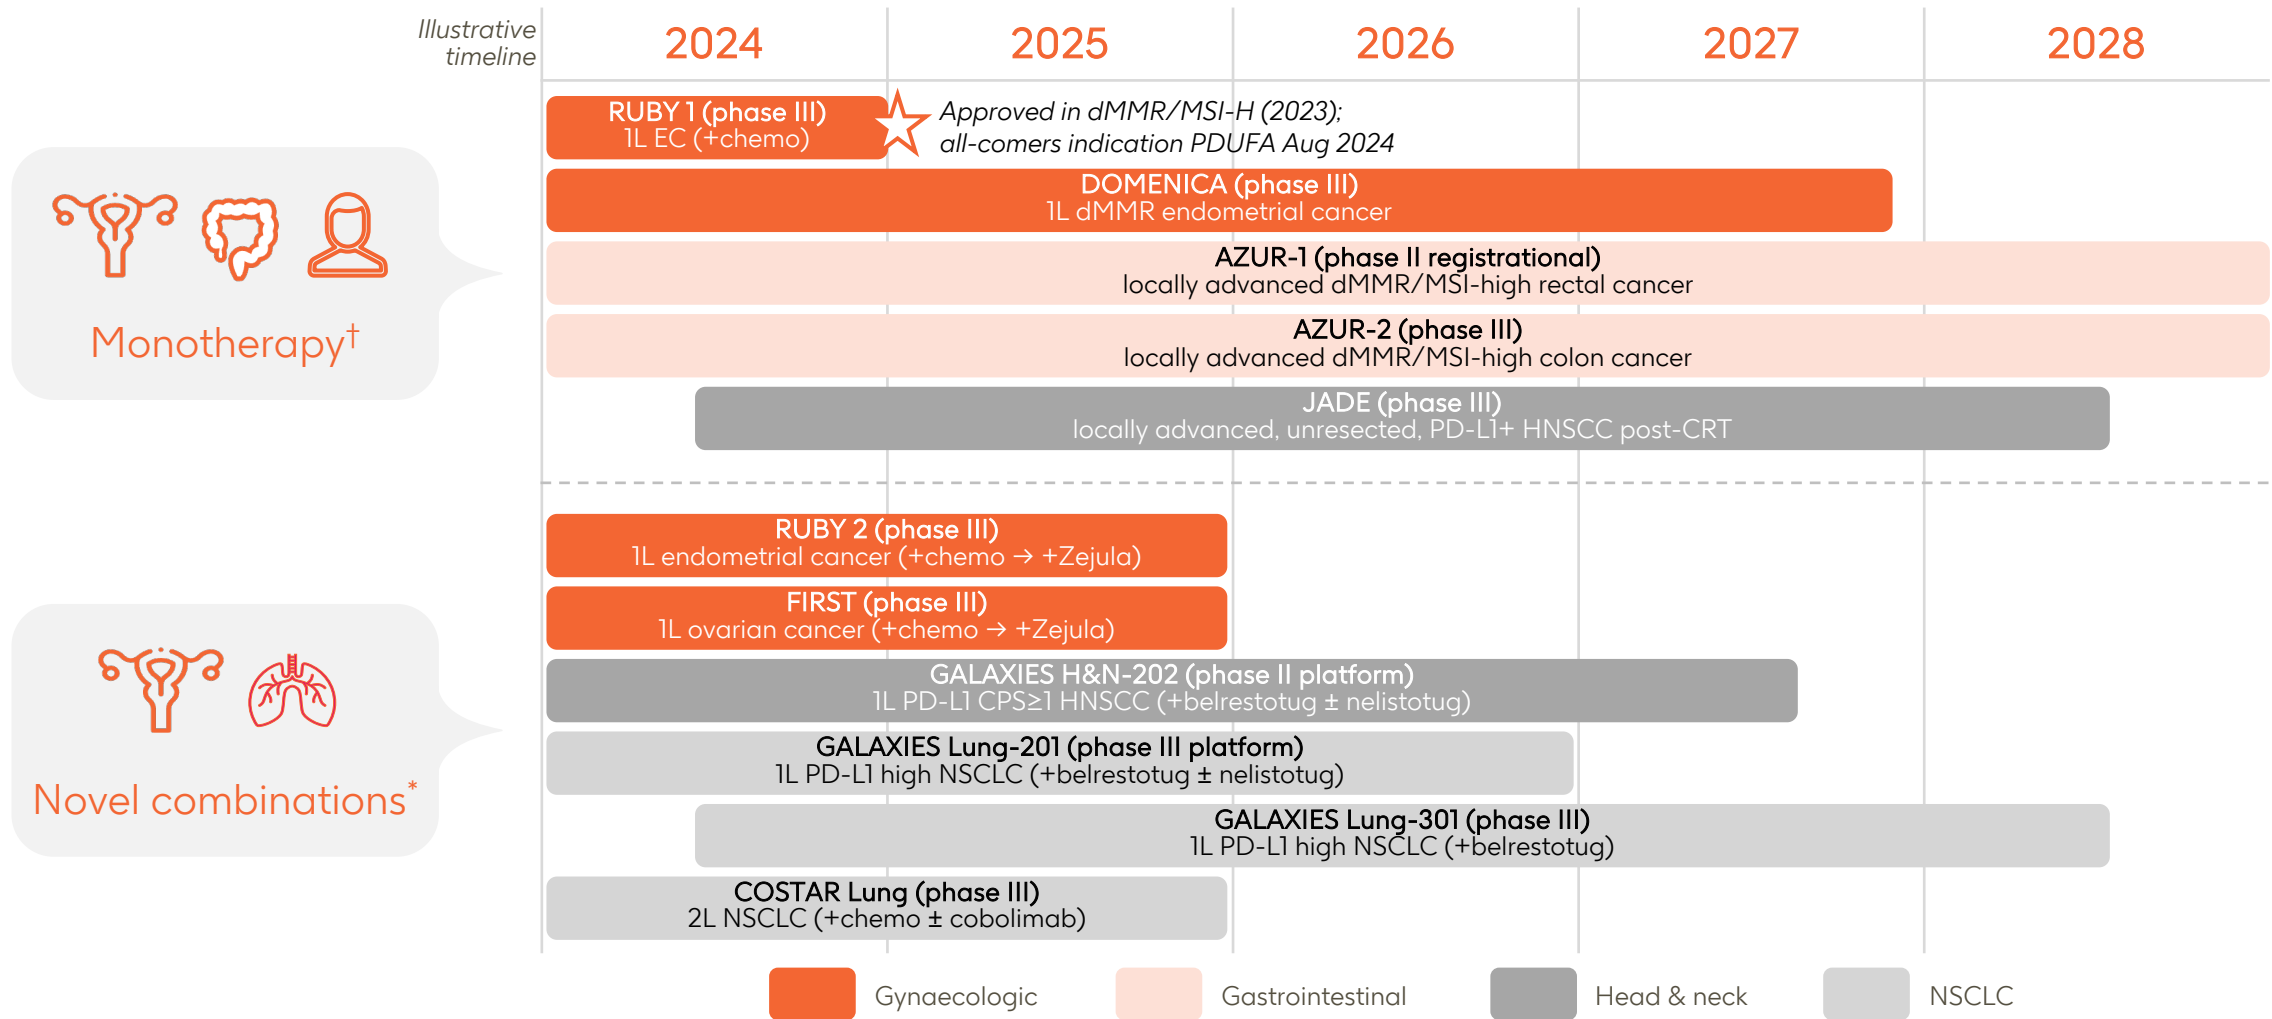 Illustrative
timeline
2024
2025
2026
2027
2028
RUBY 1 (phase III)
1L EC (+chemo)
Approved in dMMR/MSI-H (2023);
all-comers indication PDUFA Aug 2024
DOMENICA (phase III)
1L dMMR endometrial cancer
AZUR-1 (phase II registrational)
locally advanced dMMR/MSI-high rectal cancer
AZUR-2 (phase III)
locally advanced dMMR/MSI-high colon cancer
JADE (phase III)
locally advanced, unresected, PD-L1+ HNSCC post-CRT
Monotherapy†
RUBY 2 (phase III)
1L endometrial cancer (+chemo → +Zejula)
FIRST (phase III)
1L ovarian cancer (+chemo → +Zejula)
GALAXIES H&N-202 (phase II platform)
1L PD-L1 CPS≥1 HNSCC (+belrestotug ± nelistotug)
GALAXIES Lung-201 (phase III platform)
1L PD-L1 high NSCLC (+belrestotug ± nelistotug)
GALAXIES Lung-301 (phase III)
1L PD-L1 high NSCLC (+belrestotug)
COSTAR Lung (phase III)
2L NSCLC (+chemo ± cobolimab)
Novel combinations*
Gynaecologic
Gastrointestinal
Head & neck
NSCLC